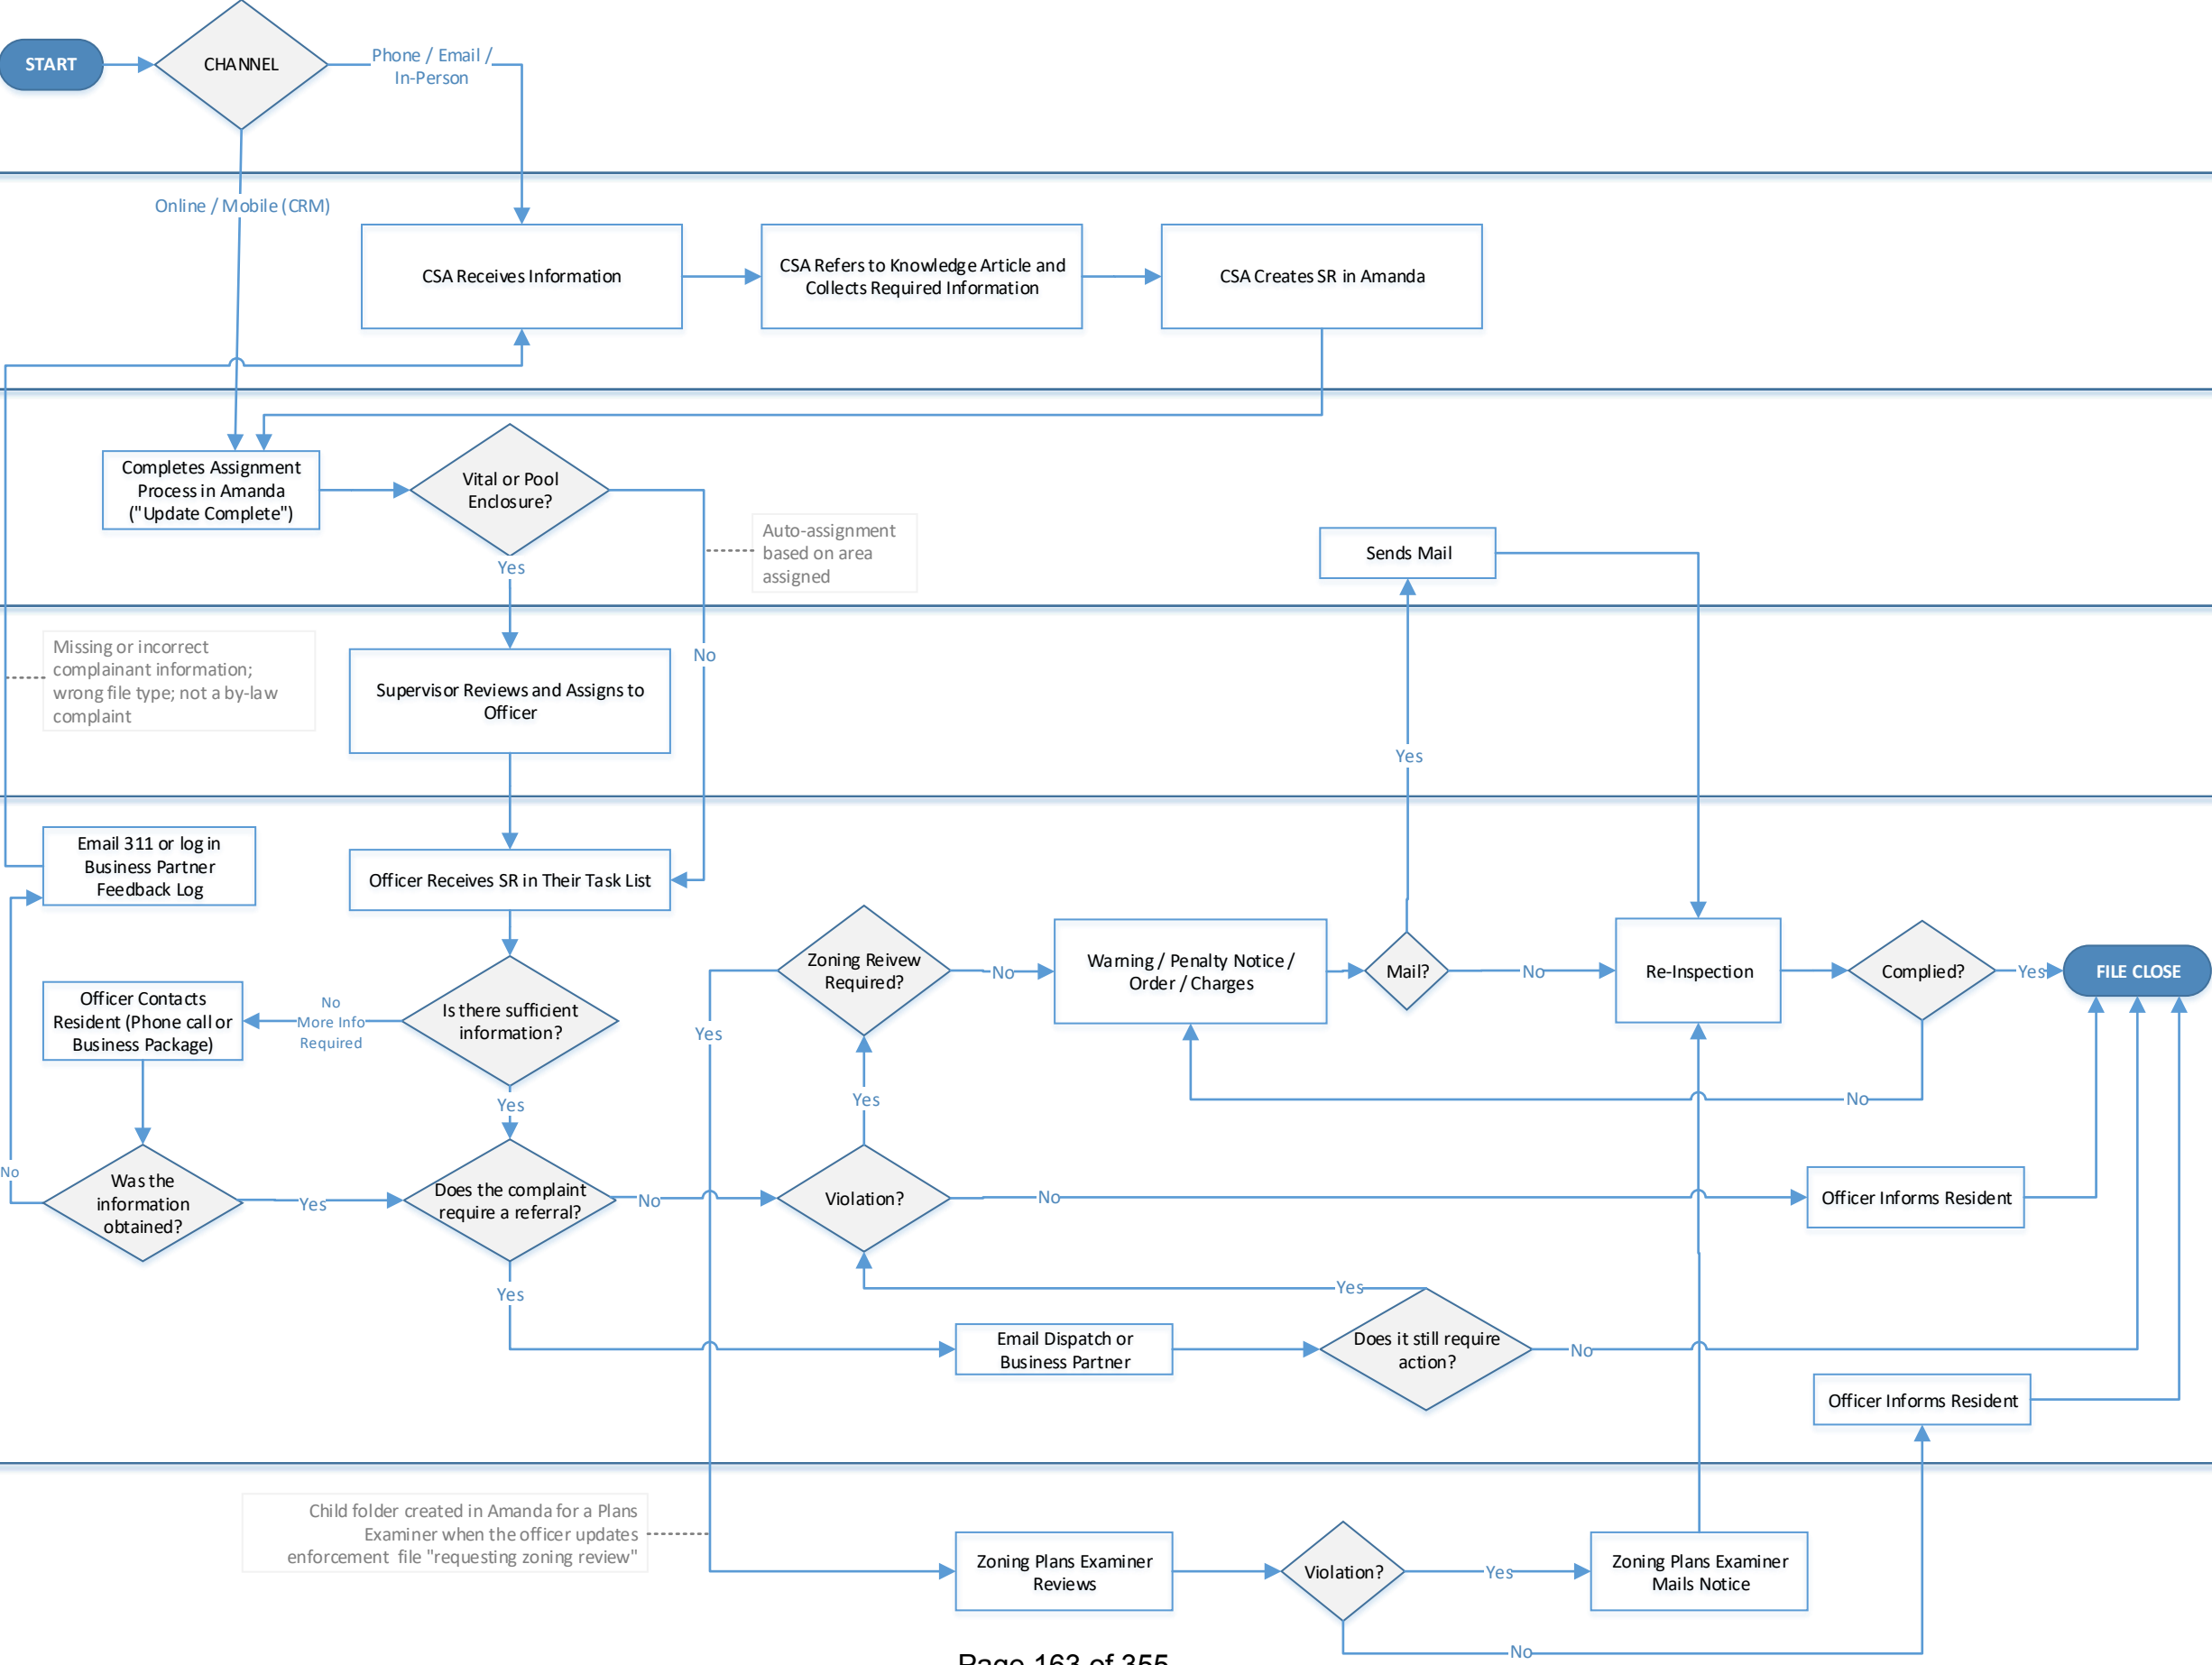 START
CHANNEL
Phone / Email /
In-Person
Online / Mobile (CRM)
CSA Receives Information
CSA Refers to Knowledge Article and
Collects Required Information
CSA Creates SR in Amanda
Completes Assignment
Process in Amanda
("Update Complete")
Vital or Pool
Enclosure?
Yes
Auto-assignment
based on area
assigned
Sends Mail
Missing or incorrect
complainant information;
wrong file type; not a by-law
complaint
Supervisor Reviews and Assigns to
Officer
No
Yes
Email 311 or log in
Business Partner
Feedback Log
Officer Receives SR in Their Task List
Officer Contacts
Resident (Phone call or
Business Package)
No
More Info
Required
Is there sufficient
information?
Yes
Yes
Zoning Reivew
Required?
No
Warning / Penalty Notice /
Order / Charges
Mail?
No
Re-Inspection
Complied?
Yes
FILE CLOSE
Yes
No
No
Was the
information
obtained?
Yes
Does the complaint
require a referral?
No
Violation?
No
Officer Informs Resident
Yes
Yes
Email Dispatch or
Business Partner
Does it still require
action?
No
Officer Informs Resident
Child folder created in Amanda for a Plans
Examiner when the officer updates
enforcement file "requesting zoning review"
Zoning Plans Examiner
Reviews
Violation?
Yes
Zoning Plans Examiner
Mails Notice
No
Page 163 of 355